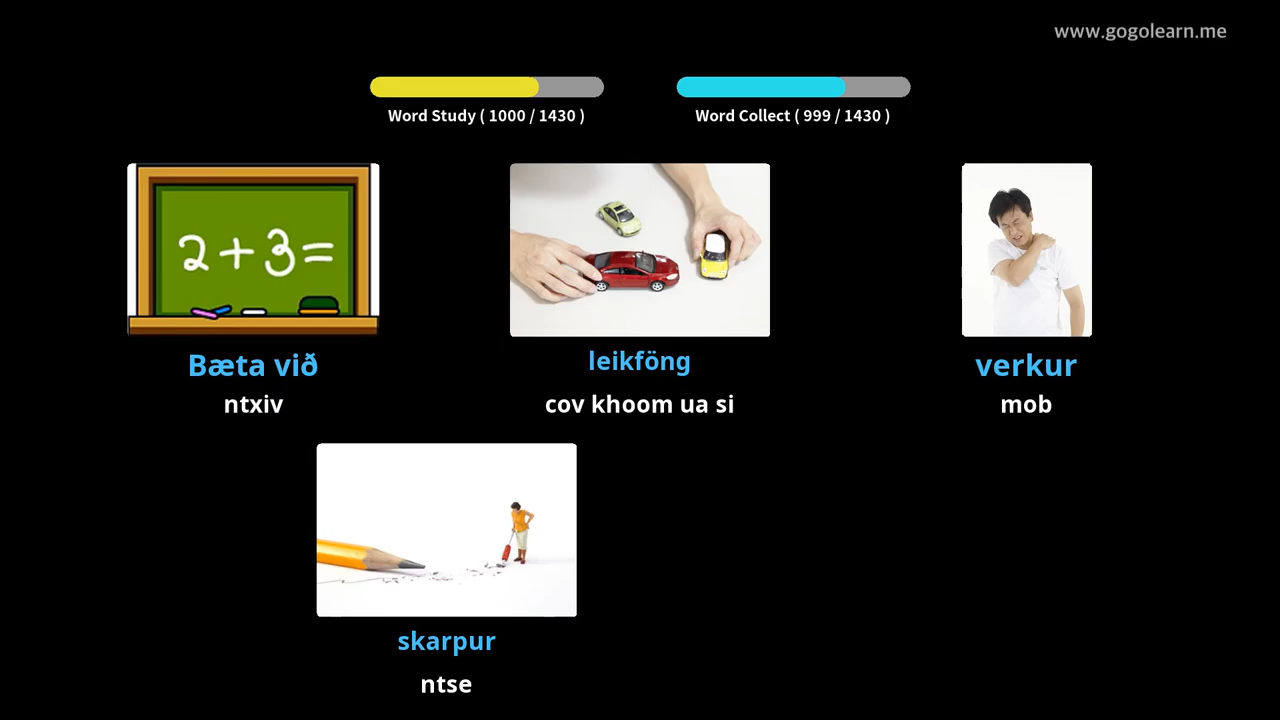 www.gogolearn.me
Word Study ( 1000 / 1430 )
Word Collect ( 999 / 1430 )
2+3=
Bæta við
ntxiv
leikföng
cov khoom ua si
verkur
mob
skarpur
ntse